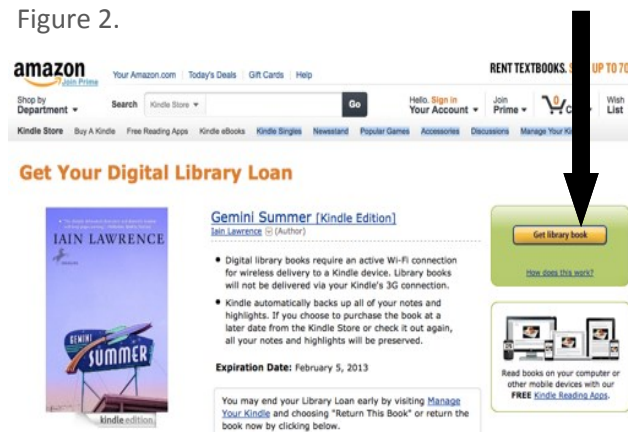 Figure 2.
amazon
Join Prime
Your Amazon.com Today's Deals Gift Cards Help
RENT TEXTBOOKS. UP TO 70
Shop by
Department
Search Kindle Store Go
Hello. Sign in
Your Account
Join
Prime
0
Wish
List
Kindle Store Buy A Kindle Free Reading Apps Kindle eBooks Kindle Singles Newsstand Popular Games Accessories Discussions Manage Your
Get Your Digital Library Loan
IAIN LAWRENCE
GEMINI
SUMMER
kindle edition
Gemini Summer [Kindle Edition]
Iain Lawrence (Author)
• Digital library books require an active Wi-Fi connection
for wireless delivery to a Kindle device. Library books
will not be delivered via your Kindle's 3G connection.
• Kindle automatically backs up all of your notes and
highlights. If you choose to purchase the book at a
later date from the Kindle Store or check it out again,
all your notes and highlights will be preserved.
Expiration Date: February 5, 2013
You may end your Library Loan early by visiting Manage
Your Kindle and choosing "Return This Book" or return the
book now by clicking below.
Get library book
How does this work?
Read books on your computer or
other mobile devices with our
FREE Kindle Reading Apps.